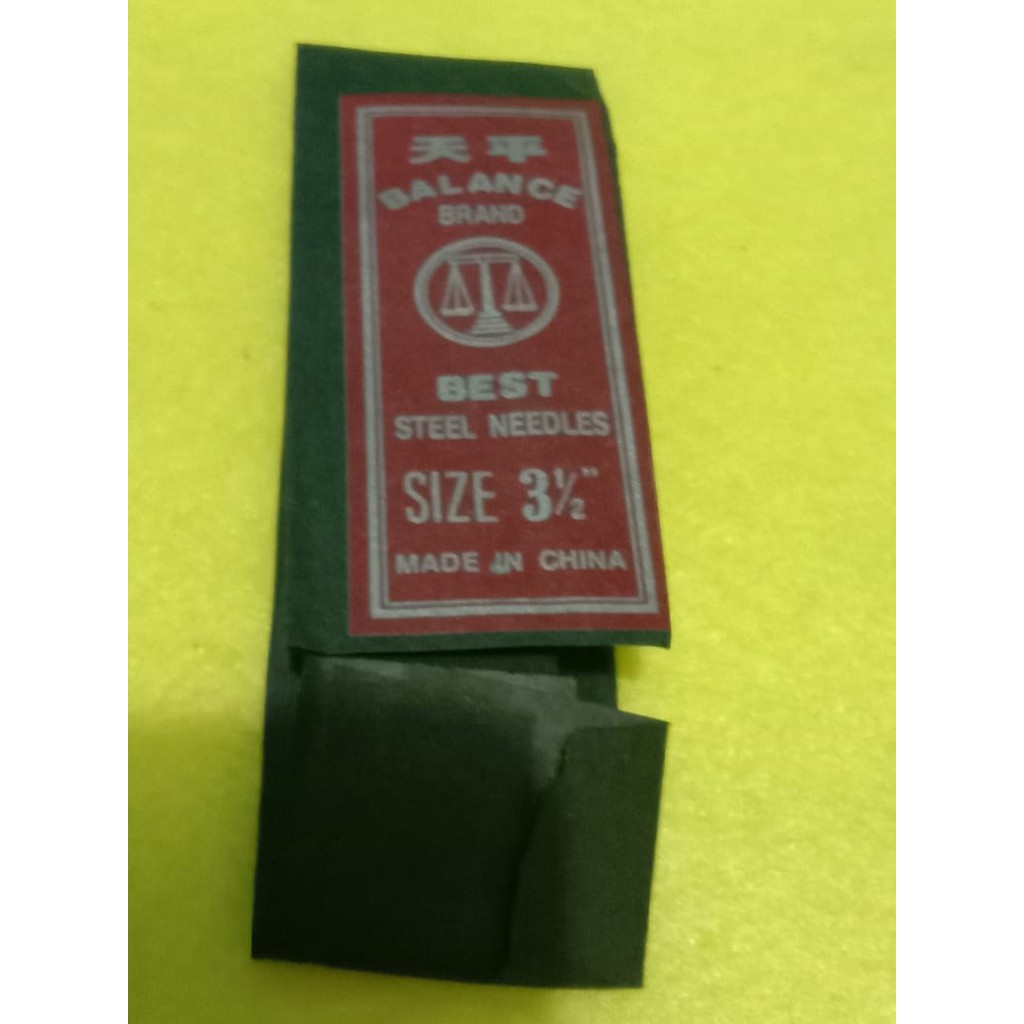 天平
BALANCE
BRAND
BEST
STEEL NEEDLES
SIZE 3½"
MADE IN CHINA